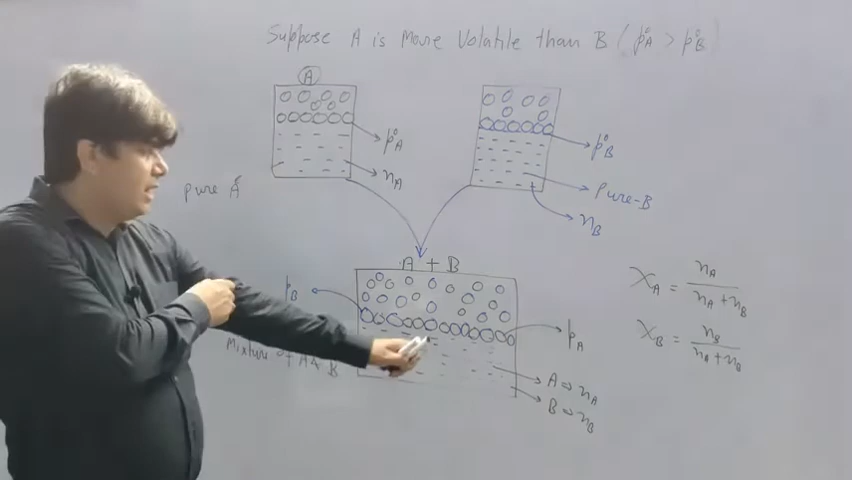 Suppose A is More Volatile than B ( p°A > p°B )
A
p°A
nA
pure A
p°B
Pure-B
nB
A + B
pB
pA
Mixture of A & B
A ⇒ nA
B ⇒ nB
XA = nA / nA + nB
XB = nB / nA + nB